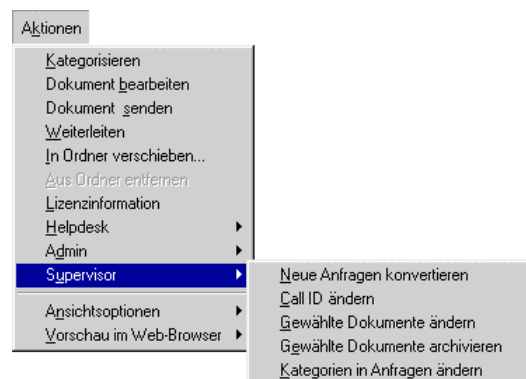 Aktionen
Kategorisieren
Dokument bearbeiten
Dokument senden
Weiterleiten
In Ordner verschieben...
Aus Ordner entfernen
Lizenzinformation
Helpdesk
Admin
Supervisor
Neue Anfragen konvertieren
Call ID ändern
Gewählte Dokumente ändern
Gewählte Dokumente archivieren
Kategorien in Anfragen ändern
Ansichtsoptionen
Vorschau im Web-Browser